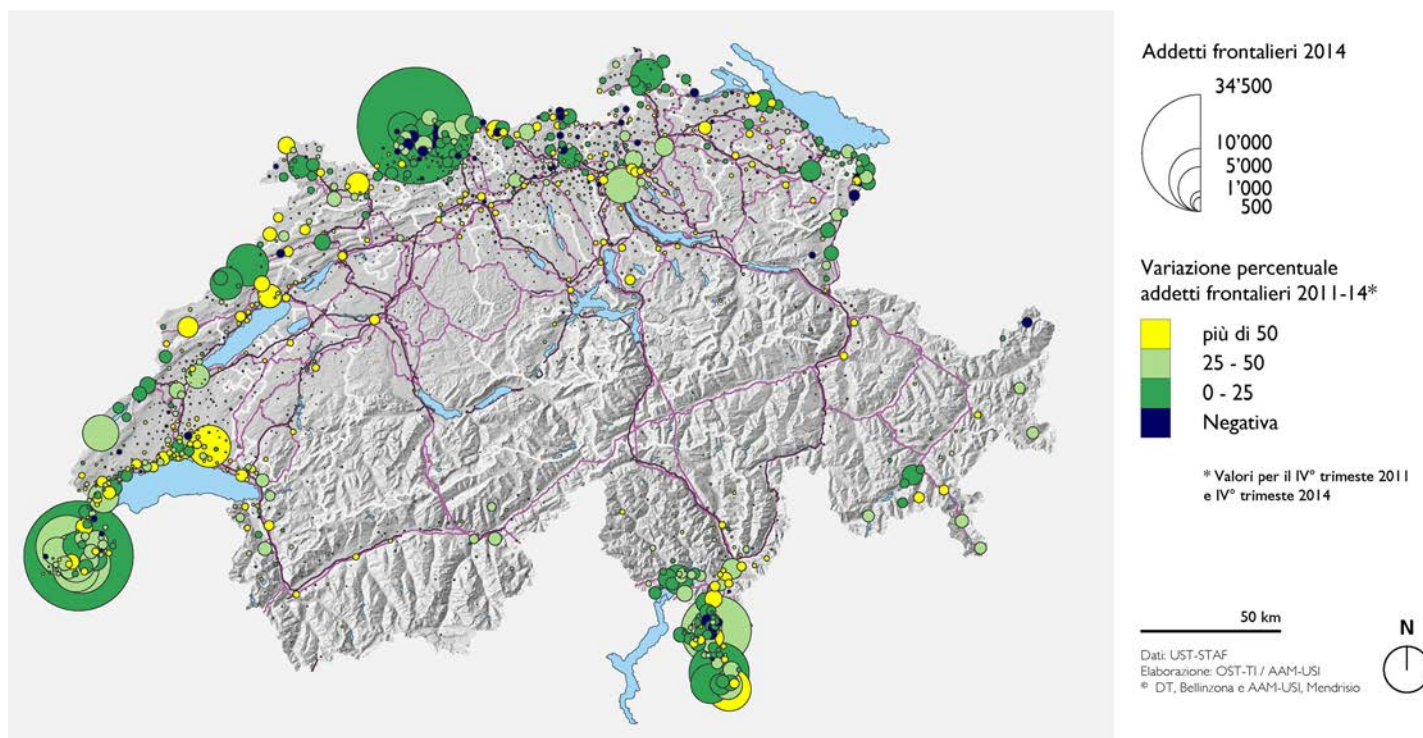 Addetti frontalieri 2014
34'500
10'000
5'000
1'000
500
Variazione percentuale
addetti frontalieri 2011-14*
più di 50
25 - 50
0 - 25
Negativa
* Valori per il IV° trimeste 2011
e IV° trimeste 2014
50 km
N
Dati: UST-STAF
Elaborazione: OST-TI / AAM-USI
© DT, Bellinzona e AAM-USI, Mendrisio